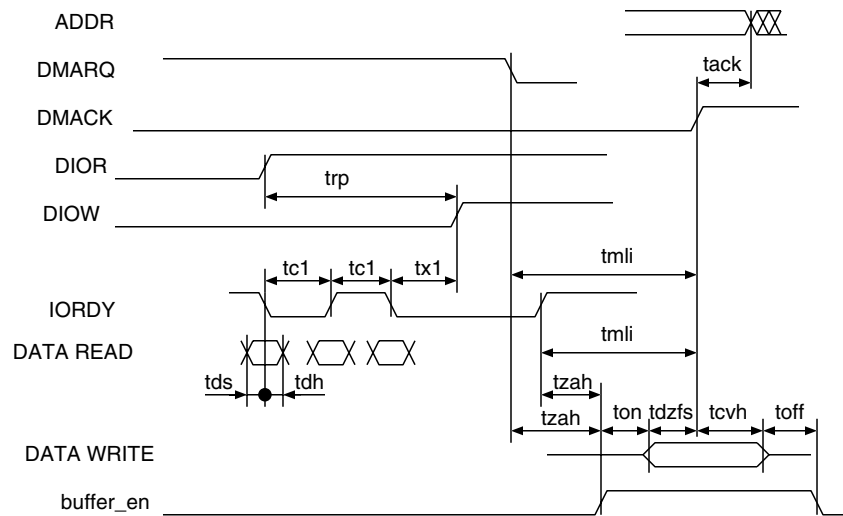 ADDR
DMARQ
tack
DMACK
DIOR
trp
DIOW
tc1 tc1 tx1 tmli
IORDY
DATA READ
tmli
tds tdh tzah
tzah ton tdzfs tcvh toff
DATA WRITE
buffer_en